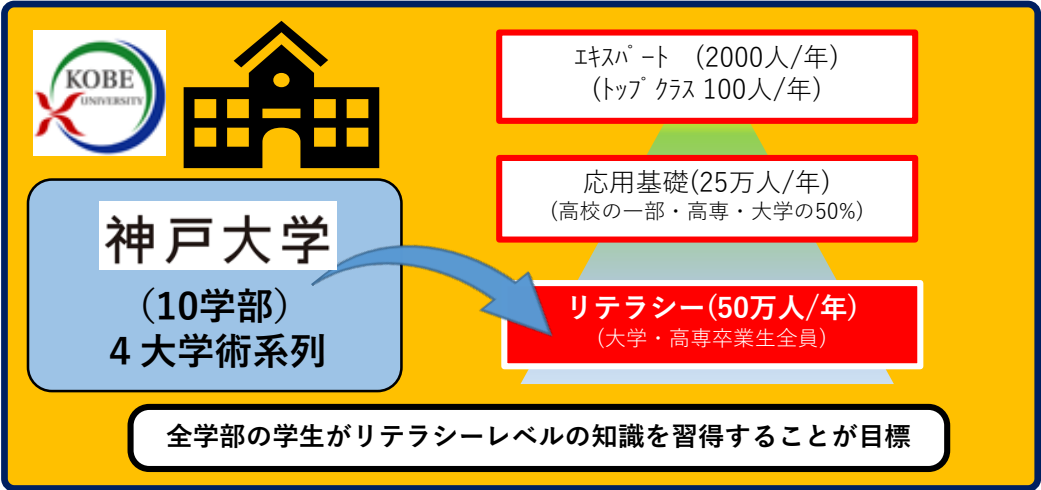 KOBE
UNIVERSITY
神戸大学
（10学部）
４大学術系列
ｴｷｽﾊﾟｰﾄ　(2000人/年)
(ﾄｯﾌﾟｸﾗｽ 100人/年)
応用基礎(25万人/年)
(高校の一部・高専・大学の50%)
リテラシー(50万人/年)
(大学・高専卒業生全員)
全学部の学生がリテラシーレベルの知識を習得することが目標